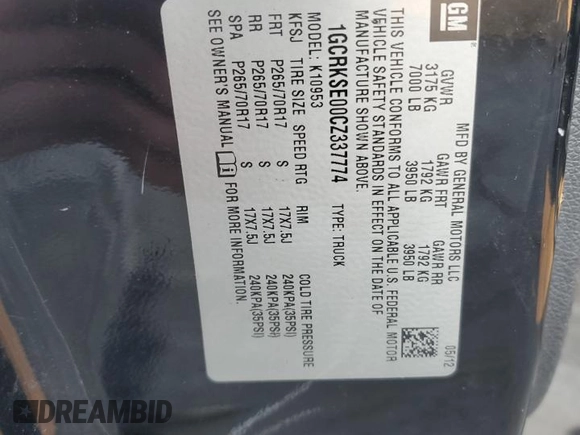 GM
MFD BY GENERAL MOTORS LLC
05/12
GVWR GAWR FRT GAWR RR
3175 KG 1792 KG 1792 KG
7000 LB 3950 LB 3950 LB
THIS VEHICLE CONFORMS TO ALL APPLICABLE U.S. FEDERAL MOTOR
VEHICLE SAFETY STANDARDS IN EFFECT ON THE DATE OF
MANUFACTURE SHOWN ABOVE.
1GCRKSE00CZ337774 TYPE: TRUCK
K10953
KFSJ TIRE SIZE SPEED RTG RIM COLD TIRE PRESSURE
FRT P265/70R17 S 17X7.5J 240KPA(35PSI)
RR P265/70R17 S 17X7.5J 240KPA(35PSI)
SPA P265/70R17 S 17X7.5J 240KPA(35PSI)
SEE OWNER'S MANUAL FOR MORE INFORMATION.
DREAMBID